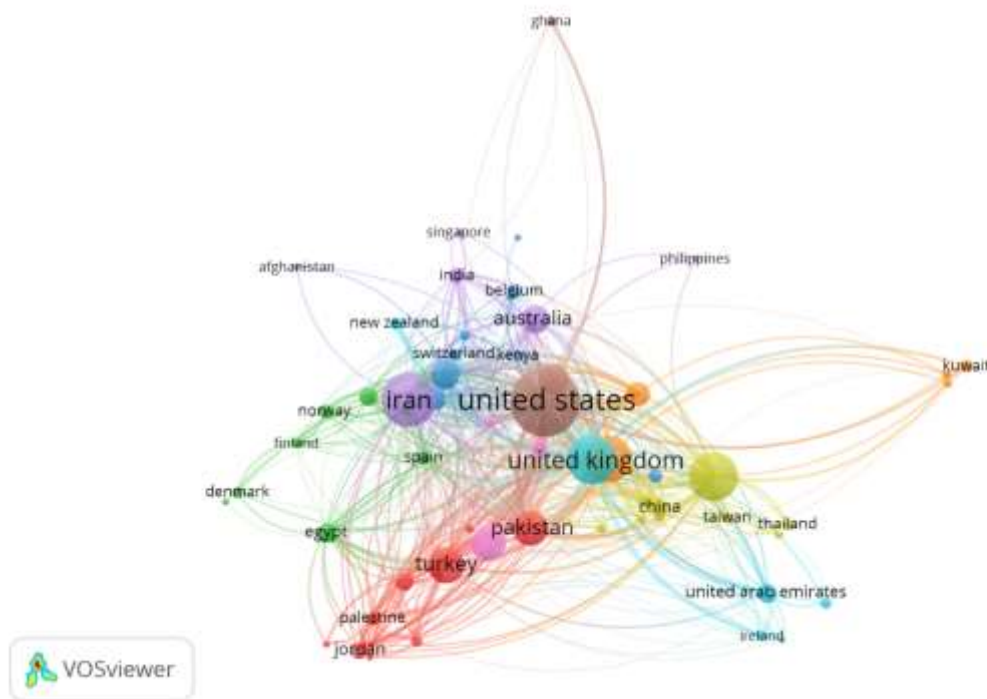 ghana
singapore
afghanistan
philippines
india
belgium
new zealand
australia
switzerland
kenya
kuwait
iran
united states
norway
finland
spain
united kingdom
denmark
china
taiwan
thailand
egypt
pakistan
turkey
united arab emirates
palestine
ireland
jordan
VOSviewer